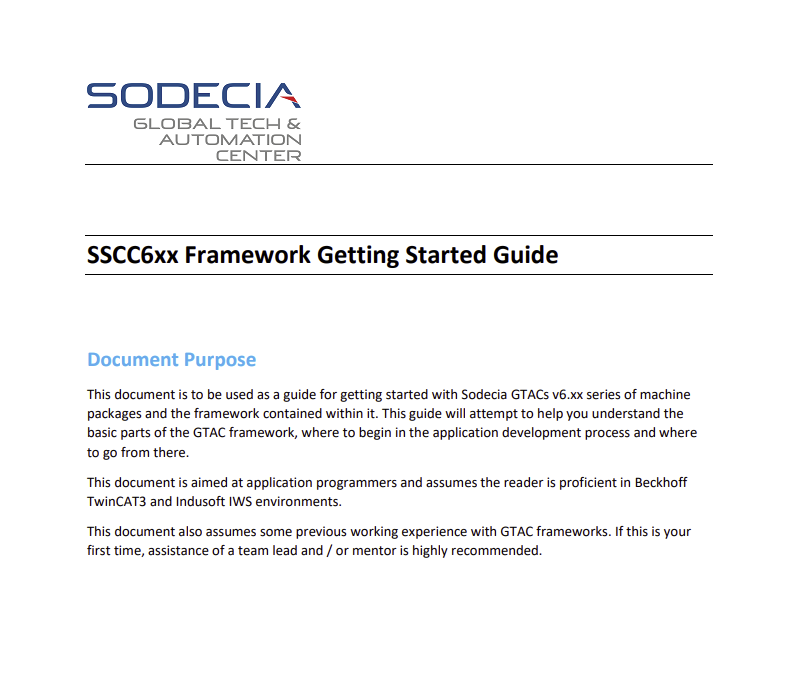 SODECIA
GLOBAL TECH &
AUTOMATION
CENTER
SSCC6xx Framework Getting Started Guide
Document Purpose
This document is to be used as a guide for getting started with Sodecia GTACs v6.xx series of machine
packages and the framework contained within it. This guide will attempt to help you understand the
basic parts of the GTAC framework, where to begin in the application development process and where
to go from there.
This document is aimed at application programmers and assumes the reader is proficient in Beckhoff
TwinCAT3 and Indusoft IWS environments.
This document also assumes some previous working experience with GTAC frameworks. If this is your
first time, assistance of a team lead and / or mentor is highly recommended.